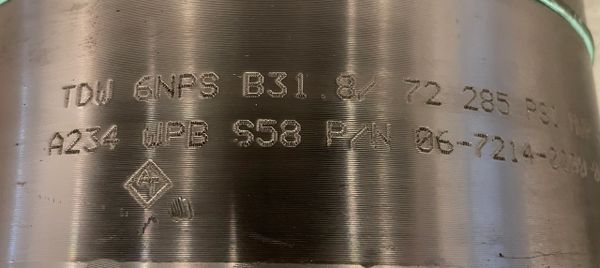 TDW 6NPS B31.8/ 72 285 PSI
A234 WPB S58 P/N 06-7214-